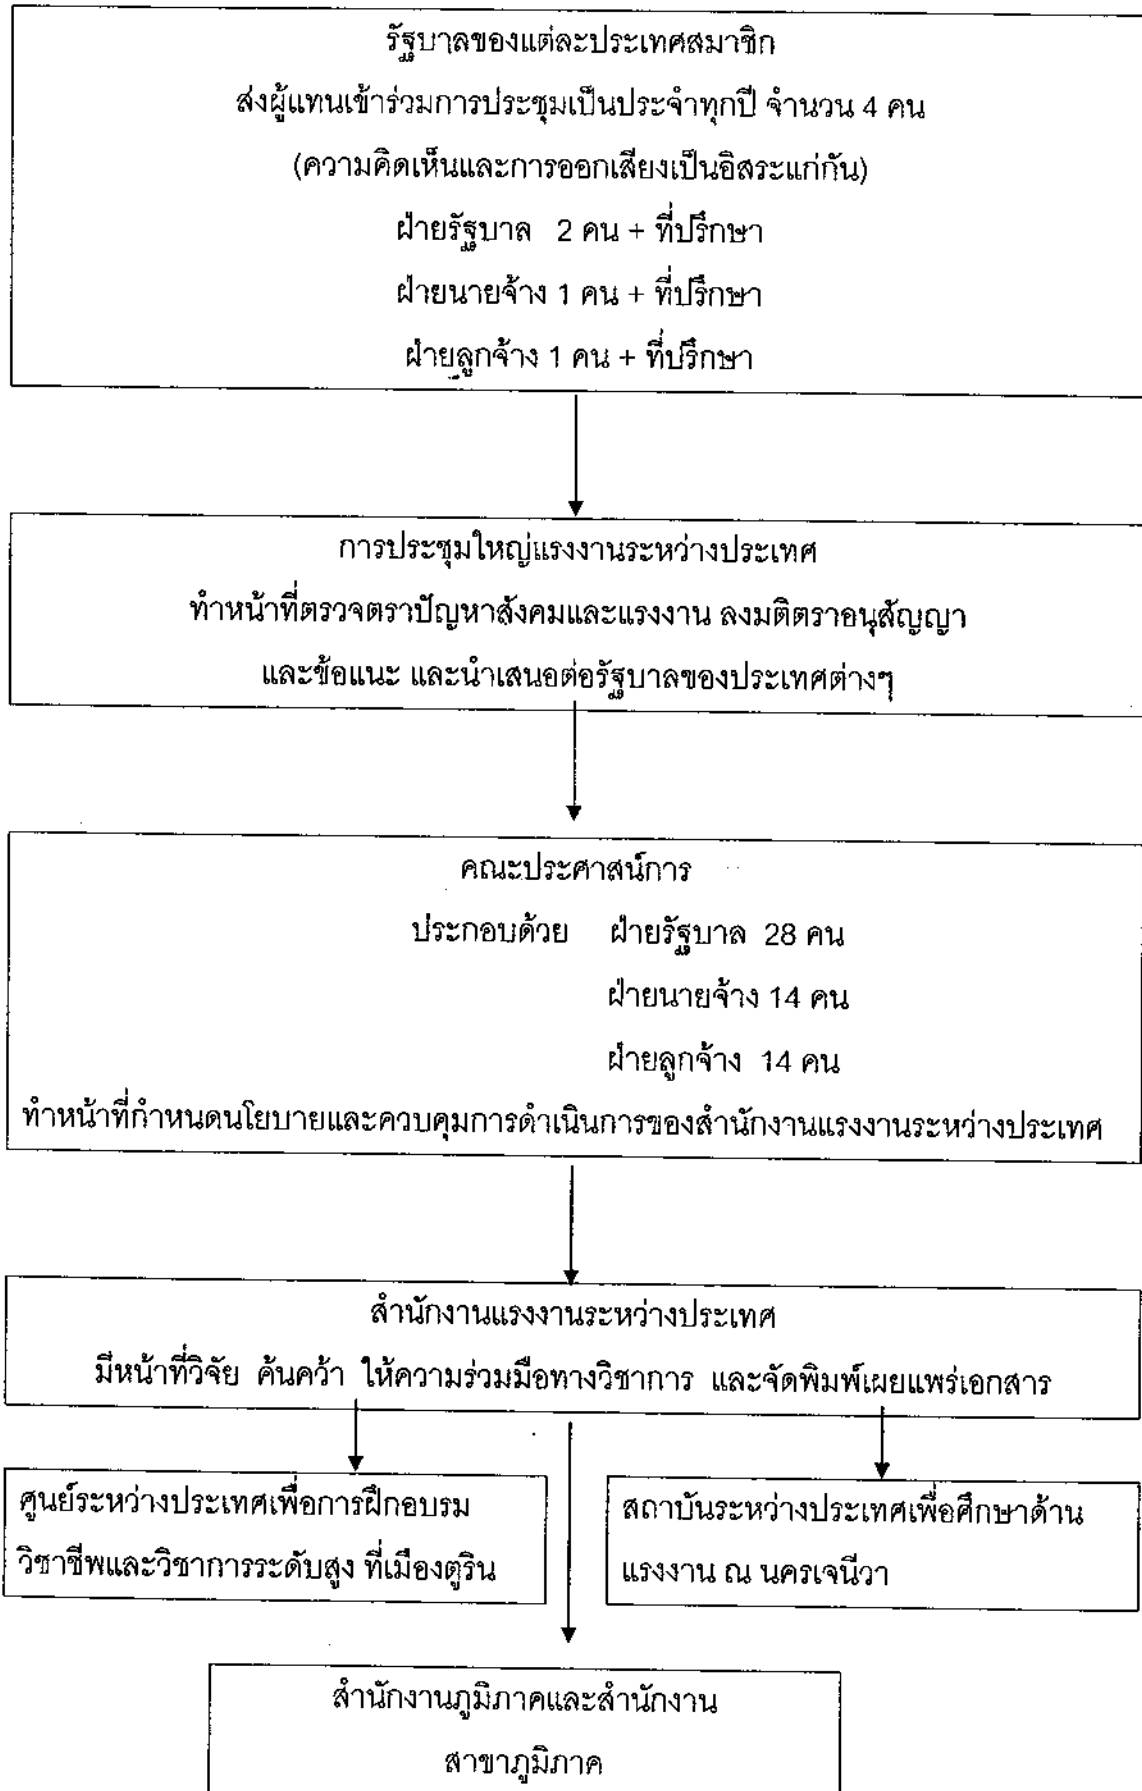 รัฐบาลของแต่ละประเทศสมาชิก
ส่งผู้แทนเข้าร่วมการประชุมเป็นประจำทุกปี จำนวน 4 คน
(ความคิดเห็นและการออกเสียงเป็นอิสระแก่กัน)
ฝ่ายรัฐบาล 2 คน + ที่ปรึกษา
ฝ่ายนายจ้าง 1 คน + ที่ปรึกษา
ฝ่ายลูกจ้าง 1 คน + ที่ปรึกษา
การประชุมใหญ่แรงงานระหว่างประเทศ
ทำหน้าที่ตรวจตราปัญหาสังคมและแรงงาน ลงมติตราอนุสัญญา
และข้อแนะ และนำเสนอต่อรัฐบาลของประเทศต่างๆ
คณะประศาสน์การ
ประกอบด้วย ฝ่ายรัฐบาล 28 คน
ฝ่ายนายจ้าง 14 คน
ฝ่ายลูกจ้าง 14 คน
ทำหน้าที่กำหนดนโยบายและควบคุมการดำเนินการของสำนักงานแรงงานระหว่างประเทศ
สำนักงานแรงงานระหว่างประเทศ
มีหน้าที่วิจัย ค้นคว้า ให้ความร่วมมือทางวิชาการ และจัดพิมพ์เผยแพร่เอกสาร
ศูนย์ระหว่างประเทศเพื่อการฝึกอบรม
วิชาชีพและวิชาการระดับสูง ที่เมืองตูริน
สถาบันระหว่างประเทศเพื่อศึกษาด้าน
แรงงาน ณ นครเจนีวา
สำนักงานภูมิภาคและสำนักงาน
สาขาภูมิภาค